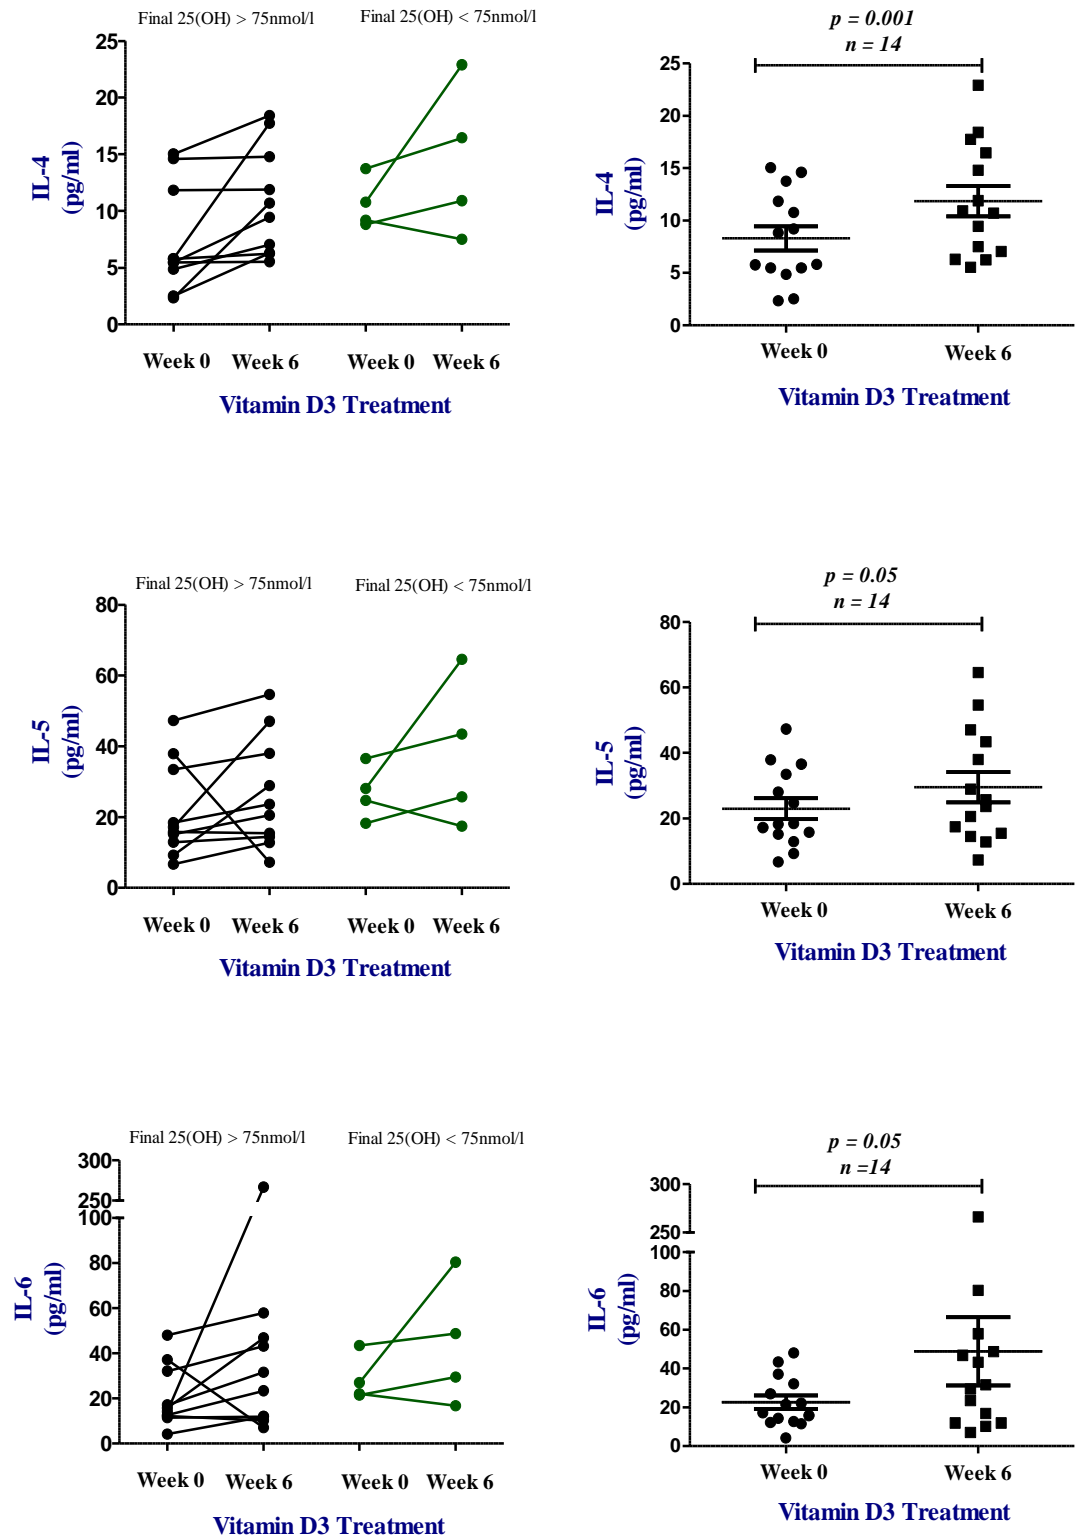 Final 25(OH) > 75nmol/l
Final 25(OH) < 75nmol/l
25
20
15
10
5
0
IL-4
(pg/ml)
Week 0
Week 6
Week 0
Week 6
Vitamin D3 Treatment
p = 0.001
n = 14
25
20
15
10
5
0
IL-4
(pg/ml)
Week 0
Week 6
Vitamin D3 Treatment
Final 25(OH) > 75nmol/l
Final 25(OH) < 75nmol/l
80
60
40
20
0
IL-5
(pg/ml)
Week 0
Week 6
Week 0
Week 6
Vitamin D3 Treatment
p = 0.05
n = 14
80
60
40
20
0
IL-5
(pg/ml)
Week 0
Week 6
Vitamin D3 Treatment
Final 25(OH) > 75nmol/l
Final 25(OH) < 75nmol/l
300
250
100
80
60
40
20
0
IL-6
(pg/ml)
Week 0
Week 6
Week 0
Week 6
Vitamin D3 Treatment
p = 0.05
n =14
300
250
100
80
60
40
20
0
IL-6
(pg/ml)
Week 0
Week 6
Vitamin D3 Treatment